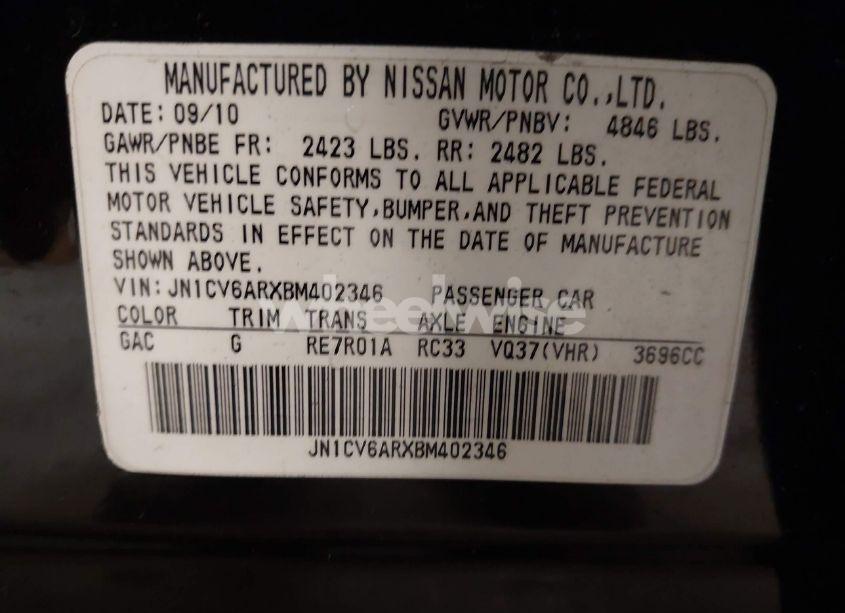 MANUFACTURED BY NISSAN MOTOR CO.,LTD.
DATE: 09/10 GVWR/PNBV: 4846 LBS.
GAWR/PNBE FR: 2423 LBS. RR: 2482 LBS.
THIS VEHICLE CONFORMS TO ALL APPLICABLE FEDERAL
MOTOR VEHICLE SAFETY,BUMPER,AND THEFT PREVENTION
STANDARDS IN EFFECT ON THE DATE OF MANUFACTURE
SHOWN ABOVE.
VIN: JN1CV6ARXBM402346 PASSENGER CAR
wheelwise
COLOR TRIM TRANS AXLE ENGINE
GAC G RE7R01A RC33 VQ37(VHR) 3696CC
JN1CV6ARXBM402346